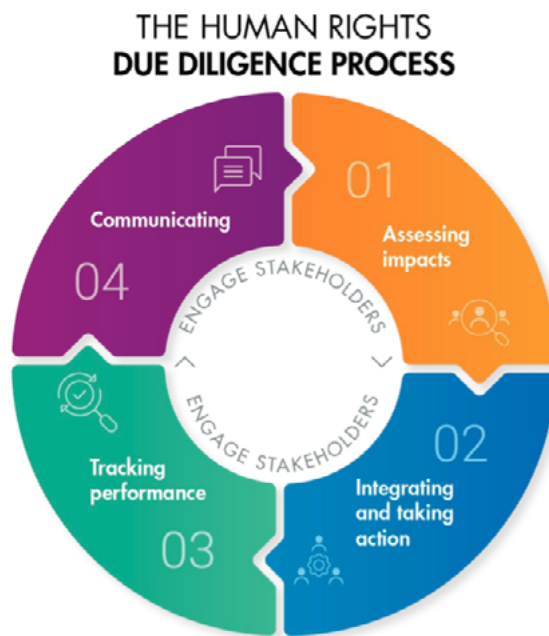 THE HUMAN RIGHTS
DUE DILIGENCE PROCESS
01
Assessing
impacts
02
Integrating
and taking
action
03
Tracking
performance
04
Communicating
ENGAGE STAKEHOLDERS
ENGAGE STAKEHOLDERS